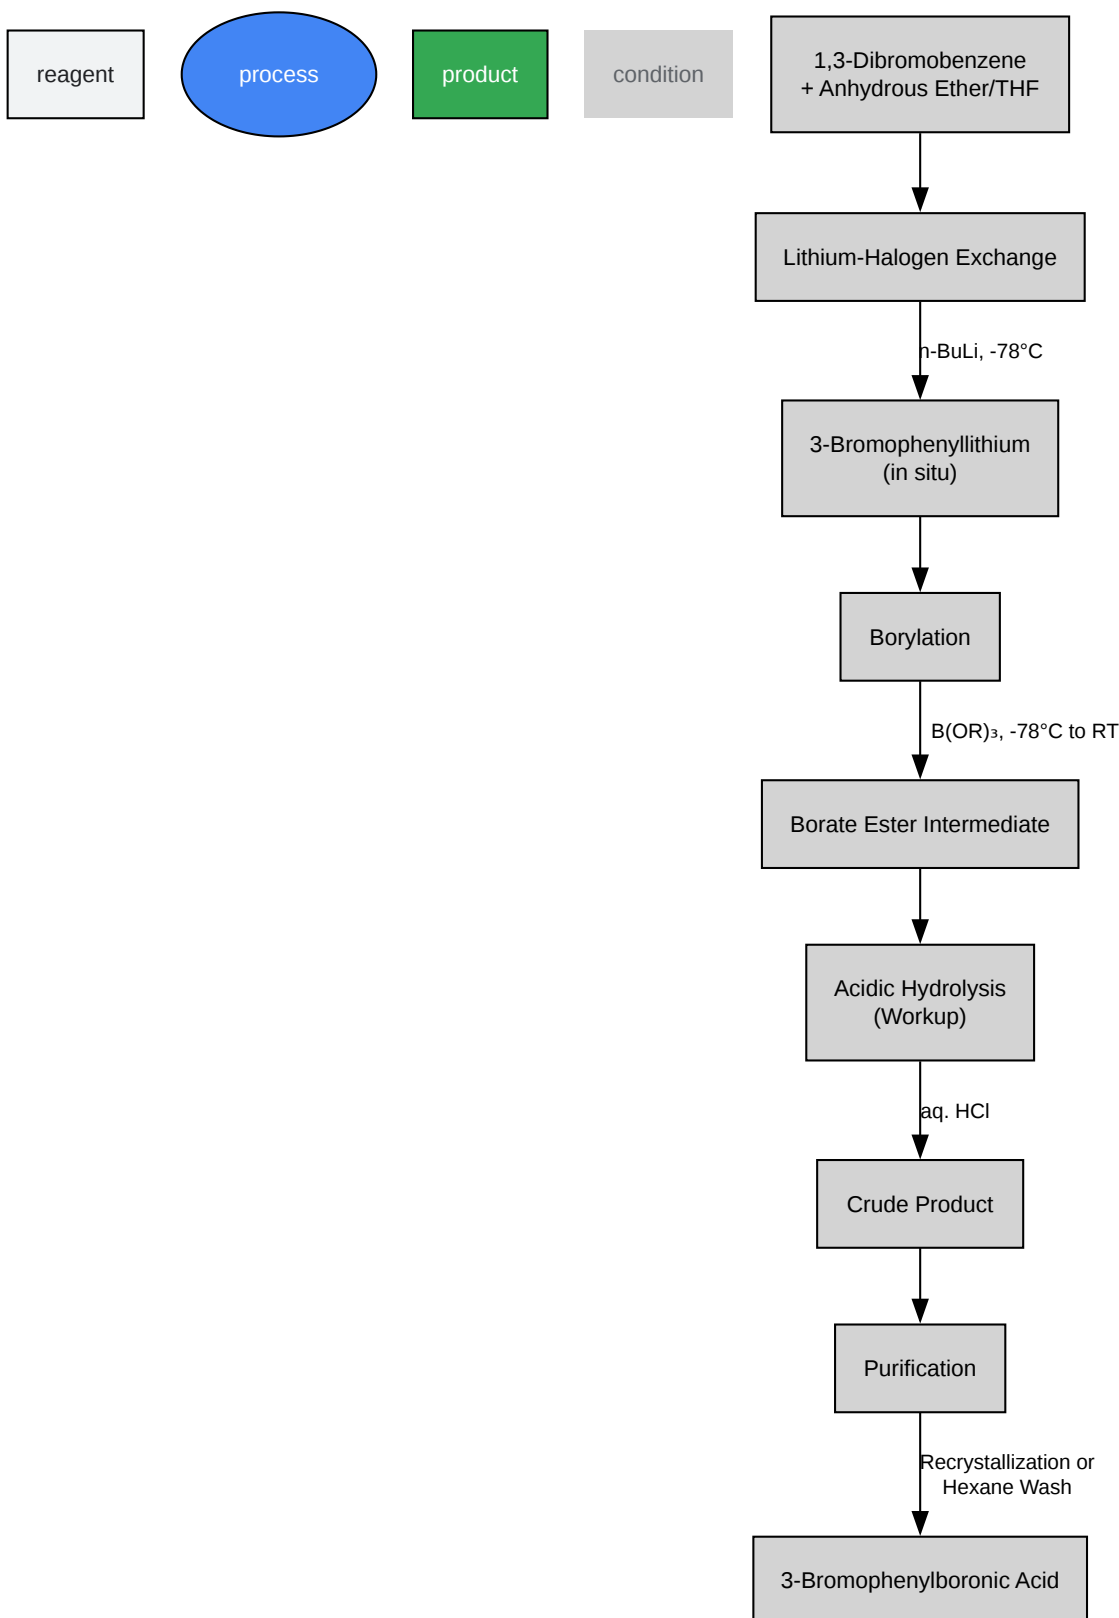 reagent
process
product
condition
1,3-Dibromobenzene
+ Anhydrous Ether/THF
Lithium-Halogen Exchange
n-BuLi, -78°C
3-Bromophenyllithium
(in situ)
Borylation
B(OR)₃, -78°C to RT
Borate Ester Intermediate
Acidic Hydrolysis
(Workup)
aq. HCl
Crude Product
Purification
Recrystallization or
Hexane Wash
3-Bromophenylboronic Acid